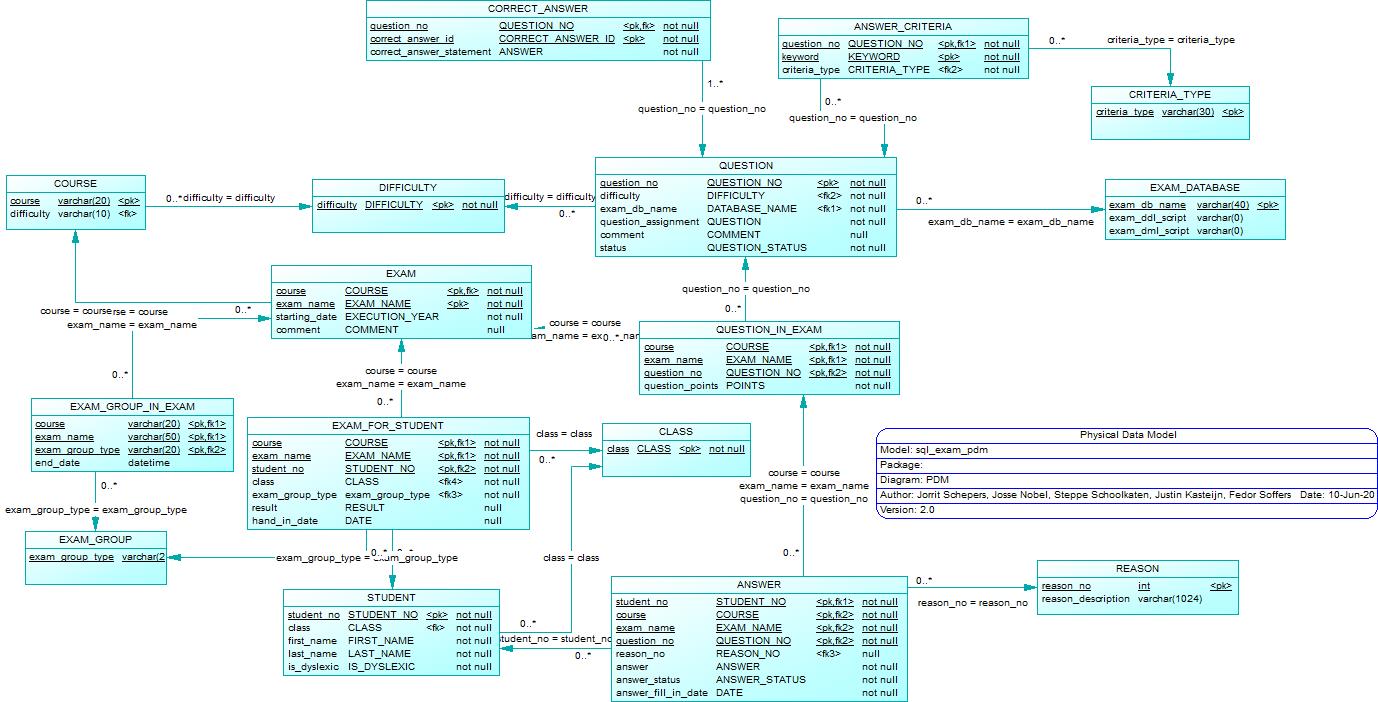 CORRECT_ANSWER
question_no QUESTION_NO <pk,fk> not null
correct_answer_id CORRECT_ANSWER_ID <pk> not null
correct_answer_statement ANSWER not null
ANSWER_CRITERIA
question_no QUESTION_NO <pk,fk1> not null
keyword KEYWORD <pk> not null
criteria_type CRITERIA_TYPE <fk2> not null
0..*
criteria_type = criteria_type
CRITERIA_TYPE
criteria_type varchar(30) <pk>
1..*
question_no = question_no
0..*
question_no = question_no
COURSE
course varchar(20) <pk>
difficulty varchar(10) <fk>
0..*
difficulty = difficulty
DIFFICULTY
difficulty DIFFICULTY <pk> not null
difficulty = difficulty
0..*
QUESTION
question_no QUESTION_NO <pk> not null
difficulty DIFFICULTY <fk2> not null
exam_db_name DATABASE_NAME <fk1> not null
question_assignment QUESTION not null
comment COMMENT null
status QUESTION_STATUS not null
0..*
exam_db_name = exam_db_name
EXAM_DATABASE
exam_db_name varchar(40) <pk>
exam_ddl_script varchar(0)
exam_dml_script varchar(0)
EXAM
course COURSE <pk,fk> not null
exam_name EXAM_NAME <pk> not null
starting_date EXECUTION_YEAR not null
comment COMMENT null
question_no = question_no
0..*
course = course
rse = course
exam_name = exam_name
0..*
course = course
am_name = ex
0..*
nar
QUESTION_IN_EXAM
course COURSE <pk,fk1> not null
exam_name EXAM_NAME <pk,fk1> not null
question_no QUESTION_NO <pk,fk2> not null
question_points POINTS not null
0..*
course = course
exam_name = exam_name
0..*
EXAM_GROUP_IN_EXAM
course varchar(20) <pk,fk1>
exam_name varchar(50) <pk,fk1>
exam_group_type varchar(20) <pk,fk2>
end_date datetime
EXAM_FOR_STUDENT
course COURSE <pk,fk1> not null
exam_name EXAM_NAME <pk,fk1> not null
student_no STUDENT_NO <pk,fk2> not null
class CLASS <fk4> not null
exam_group_type exam_group_type <fk3> not null
result RESULT null
hand_in_date DATE null
class = class
0..*
CLASS
class CLASS <pk> not null
Physical Data Model
Model: sql_exam_pdm
Package:
Diagram: PDM
Author: Jorrit Schepers, Josse Nobel, Steppe Schoolkaten, Justin Kasteijn, Fedor Soffers Date: 10-Jun-20
Version: 2.0
course = course
exam_name = exam_name
question_no = question_no
0..*
0..*
exam_group_type = exam_group_type
EXAM_GROUP
exam_group_type varchar(2
0..*
exam_group_type = exam_group_type
class = class
STUDENT
student_no STUDENT_NO <pk> not null
class CLASS <fk> not null
first_name FIRST_NAME not null
last_name LAST_NAME not null
is_dyslexic IS_DYSLEXIC not null
0..*
student_no = student_no
0..*
ANSWER
student_no STUDENT_NO <pk,fk1> not null
course COURSE <pk,fk2> not null
exam_name EXAM_NAME <pk,fk2> not null
question_no QUESTION_NO <pk,fk2> not null
reason_no REASON_NO <fk3> null
answer ANSWER not null
answer_status ANSWER_STATUS not null
answer_fill_in_date DATE not null
0..*
reason_no = reason_no
REASON
reason_no int <pk>
reason_description varchar(1024)